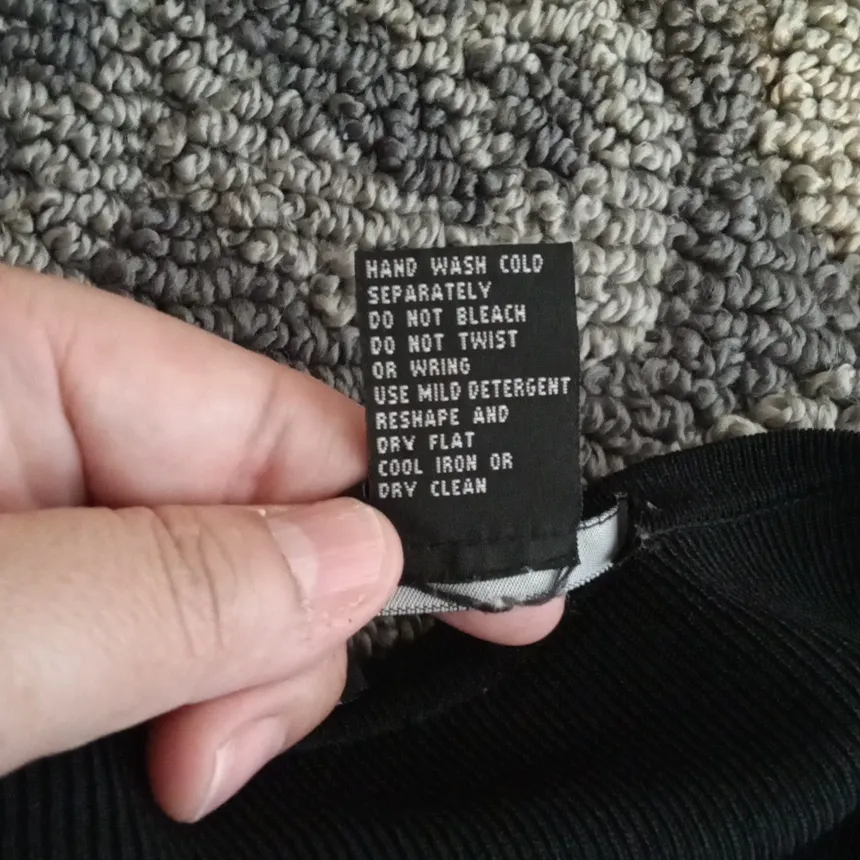 HAND WASH COLD
SEPARATELY
DO NOT BLEACH
DO NOT TWIST
OR WRING
USE MILD DETERGENT
RESHAPE AND
DRY FLAT
COOL IRON OR
DRY CLEAN